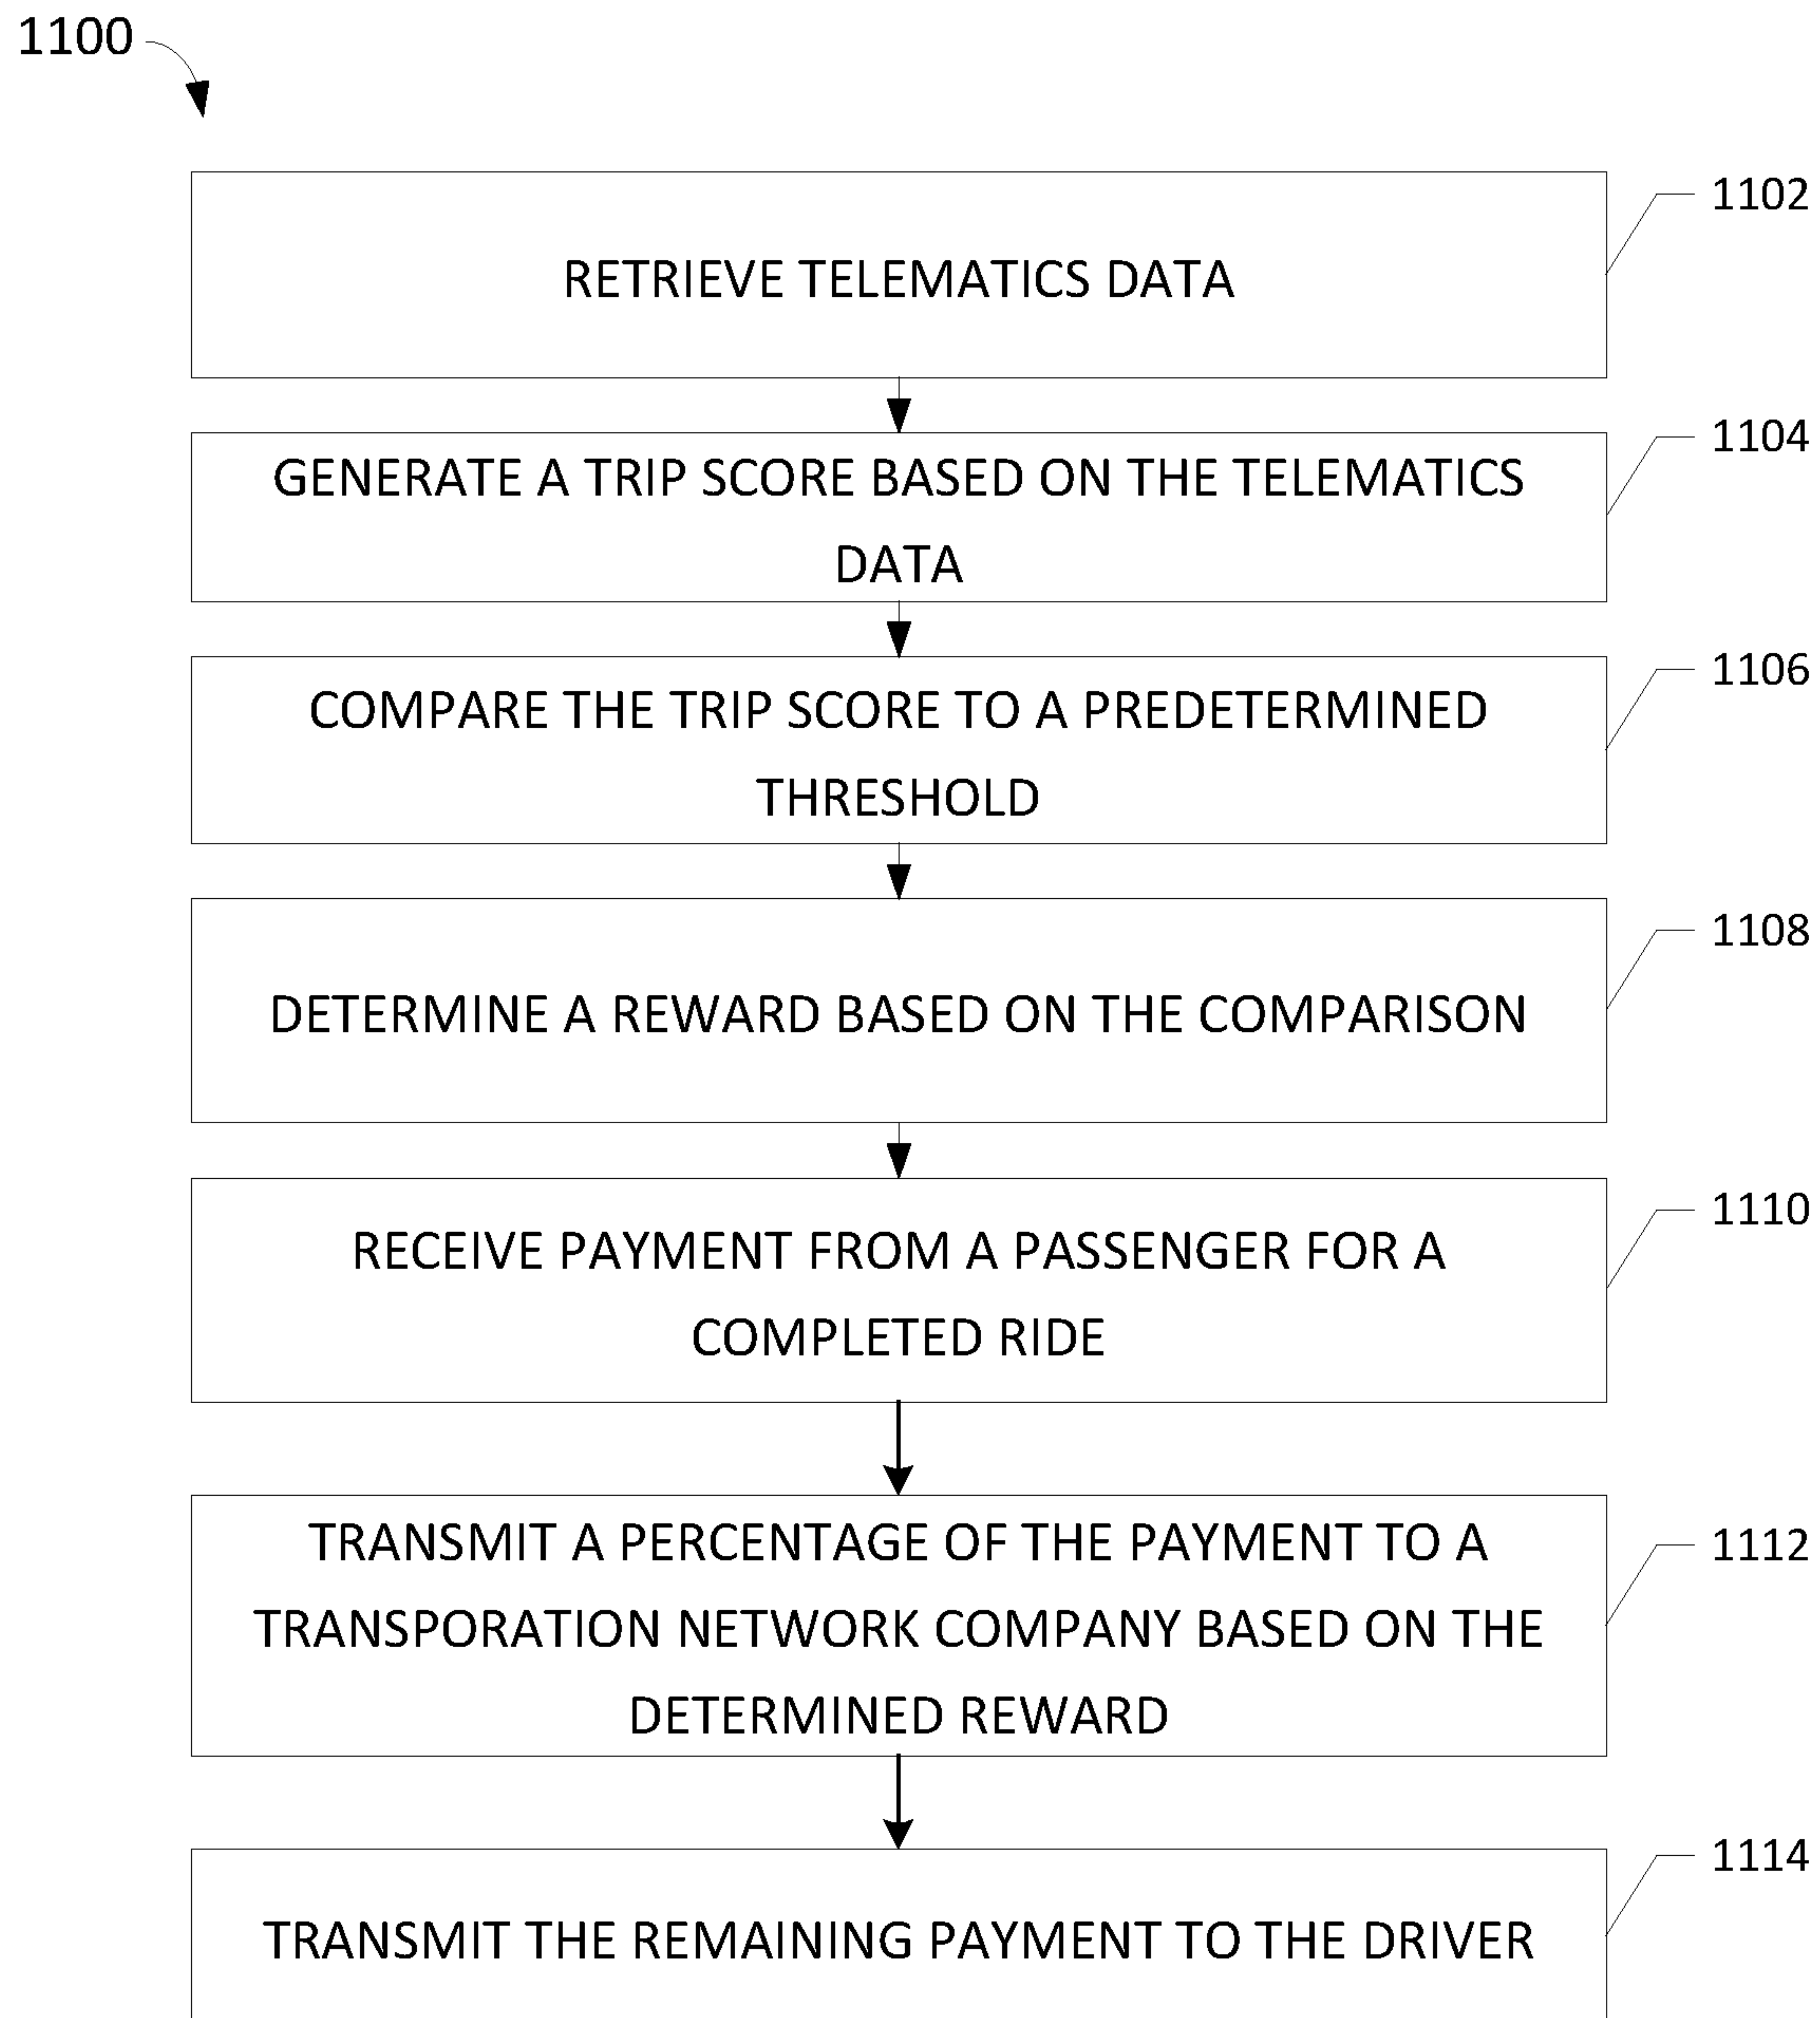 1100
1102
RETRIEVE TELEMATICS DATA
1104
GENERATE A TRIP SCORE BASED ON THE TELEMATICS
DATA
1106
COMPARE THE TRIP SCORE TO A PREDETERMINED
THRESHOLD
1108
DETERMINE A REWARD BASED ON THE COMPARISON
1110
RECEIVE PAYMENT FROM A PASSENGER FOR A
COMPLETED RIDE
1112
TRANSMIT A PERCENTAGE OF THE PAYMENT TO A
TRANSPORATION NETWORK COMPANY BASED ON THE
DETERMINED REWARD
1114
TRANSMIT THE REMAINING PAYMENT TO THE DRIVER